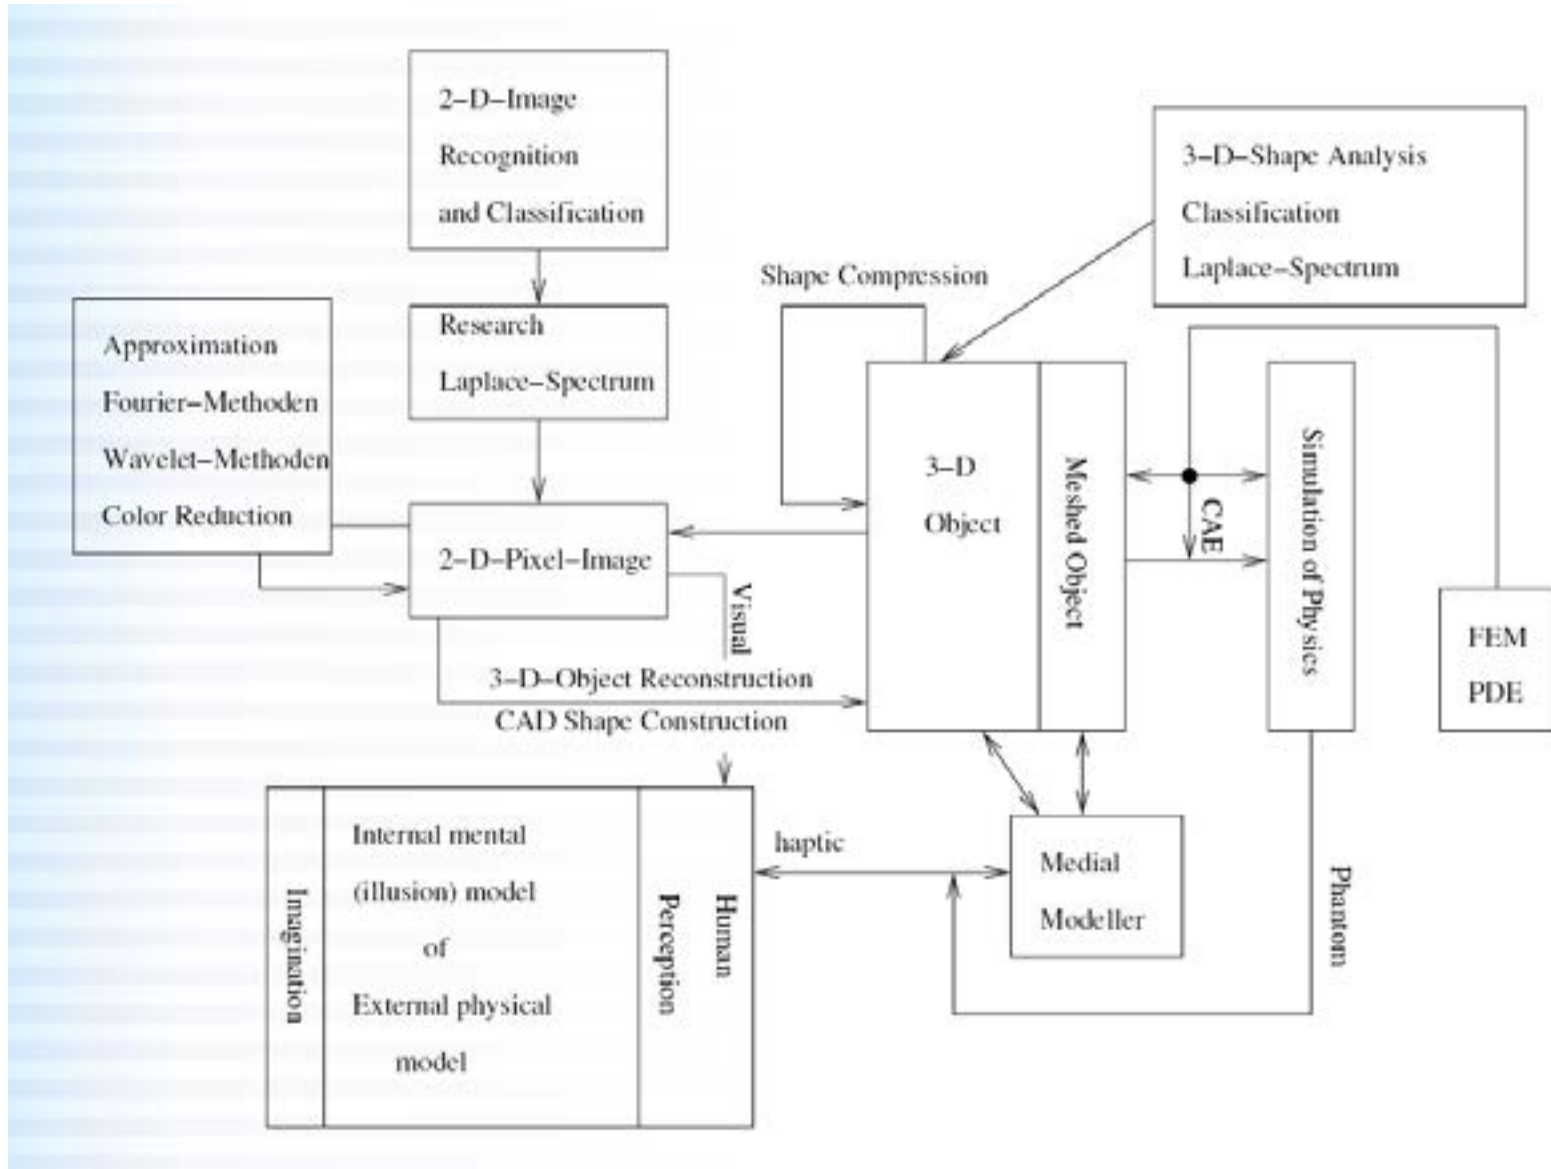 2–D–Image
Recognition
and Classification
3–D–Shape Analysis
Classification
Laplace–Spectrum
Shape Compression
Research
Laplace–Spectrum
Approximation
Fourier–Methoden
Wavelet–Methoden
Color Reduction
2–D–Pixel–Image
Visual
3–D
Object
Meshed Object
CAE
Simulation of Physics
FEM
PDE
3–D–Object Reconstruction
CAD Shape Construction
Imagination
Internal mental
(illusion) model
of
External physical
model
Human
Perception
haptic
Medial
Modeller
Phantom